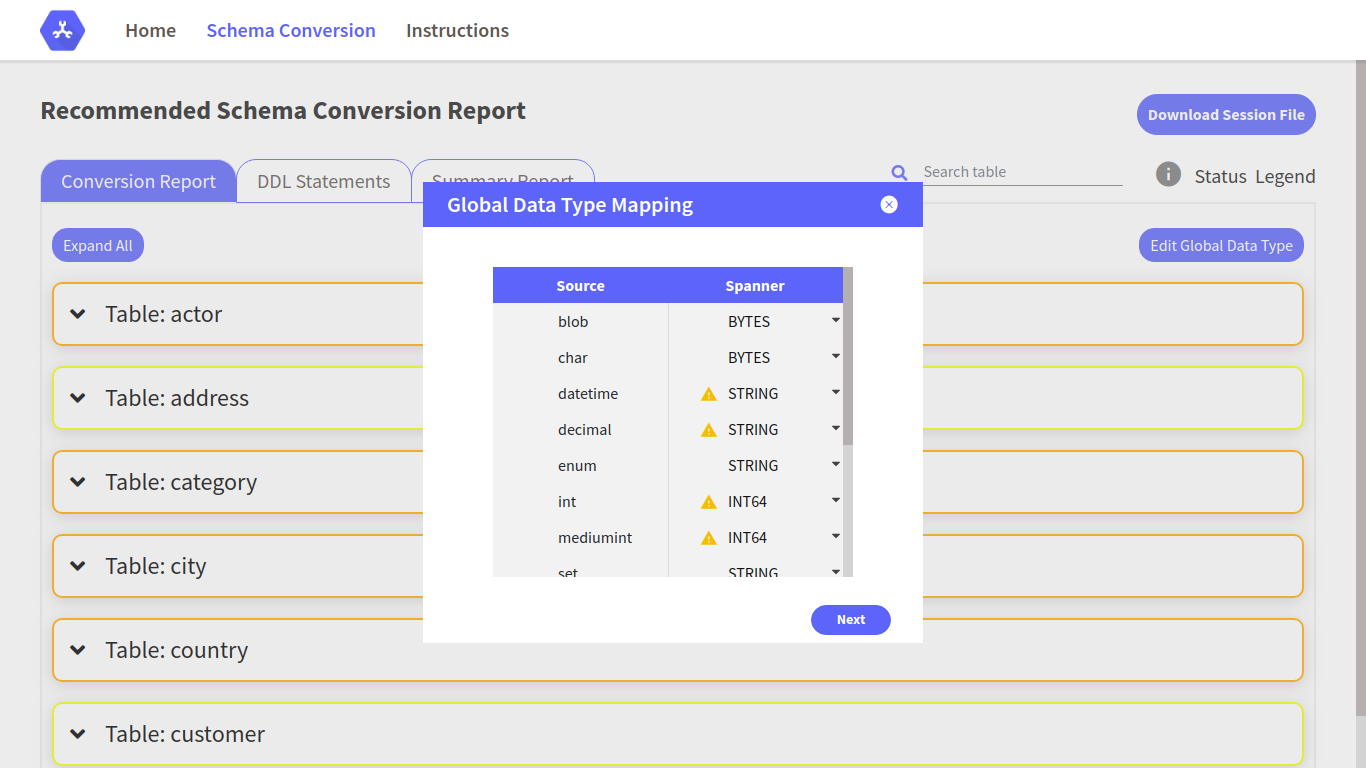 Home Schema Conversion Instructions
Recommended Schema Conversion Report
Download Session File
Conversion Report DDL Statements Summary Report
Search table
Status Legend
Global Data Type Mapping
Expand All
Edit Global Data Type
Source Spanner
blob BYTES
char BYTES
datetime STRING
decimal STRING
enum STRING
int INT64
mediumint INT64
set STRING
Next
Table: actor
Table: address
Table: category
Table: city
Table: country
Table: customer